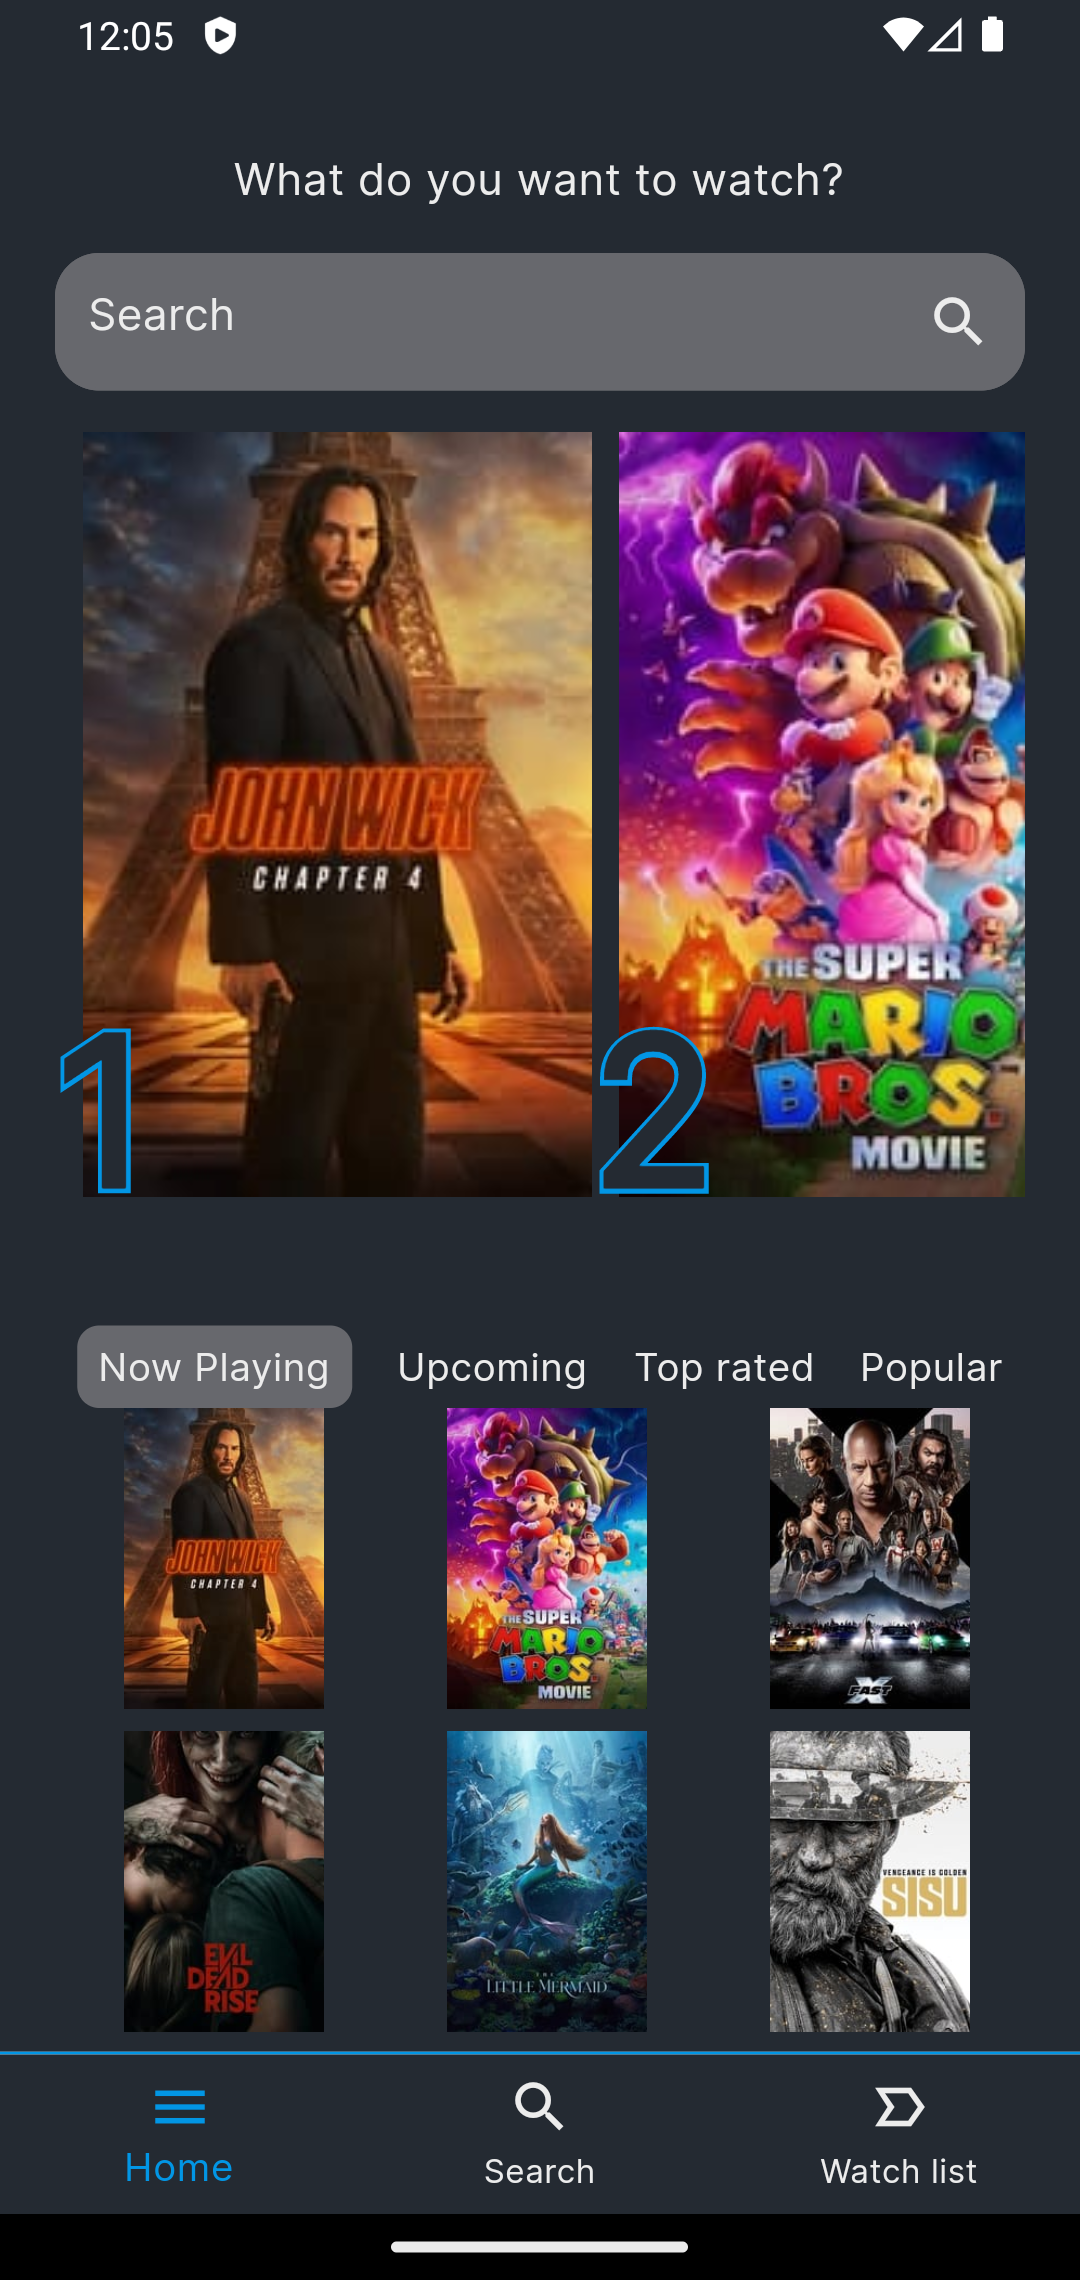 12:05
What do you want to watch?
Search
JOHN WICK
CHAPTER 4
1
THE SUPER
MARIO
BROS.
MOVIE
2
Now Playing
Upcoming
Top rated
Popular
JOHN WICK
CHAPTER 4
THE SUPER
MARIO
BROS.
MOVIE
FAST X
EVIL
DEAD
RISE
THE
LITTLE MERMAID
VENGEANCE IS GOLDEN
SISU
Home
Search
Watch list